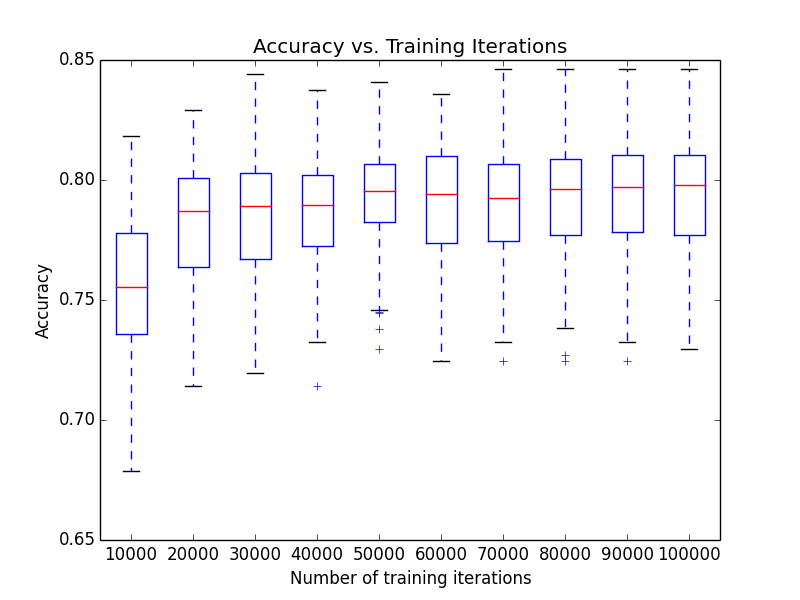 Accuracy vs. Training Iterations
0.85
0.80
0.75
0.70
0.65
Accuracy
10000 20000 30000 40000 50000 60000 70000 80000 90000 100000
Number of training iterations